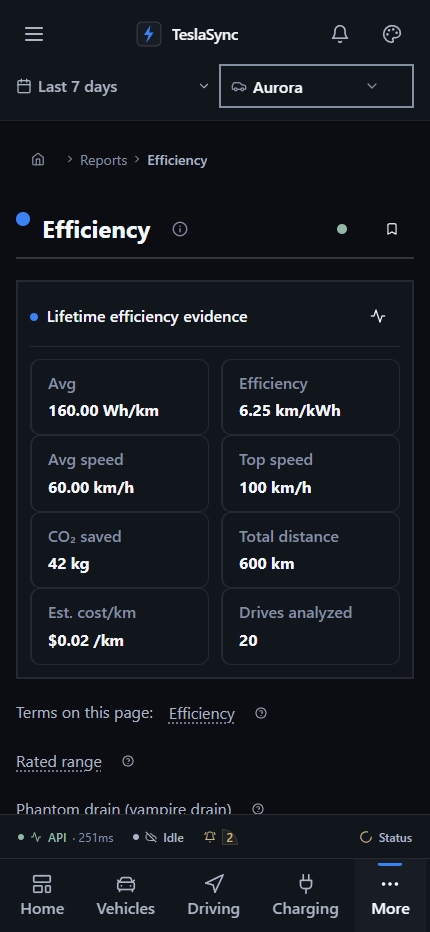 TeslaSync
Last 7 days
Aurora
Reports
Efficiency
Efficiency
Lifetime efficiency evidence
Avg
160.00 Wh/km
Efficiency
6.25 km/kWh
Avg speed
60.00 km/h
Top speed
100 km/h
CO₂ saved
42 kg
Total distance
600 km
Est. cost/km
$0.02 /km
Drives analyzed
20
Terms on this page: Efficiency
Rated range
Phantom drain (vampire drain)
API · 251ms
Idle
2
Status
Home
Vehicles
Driving
Charging
More